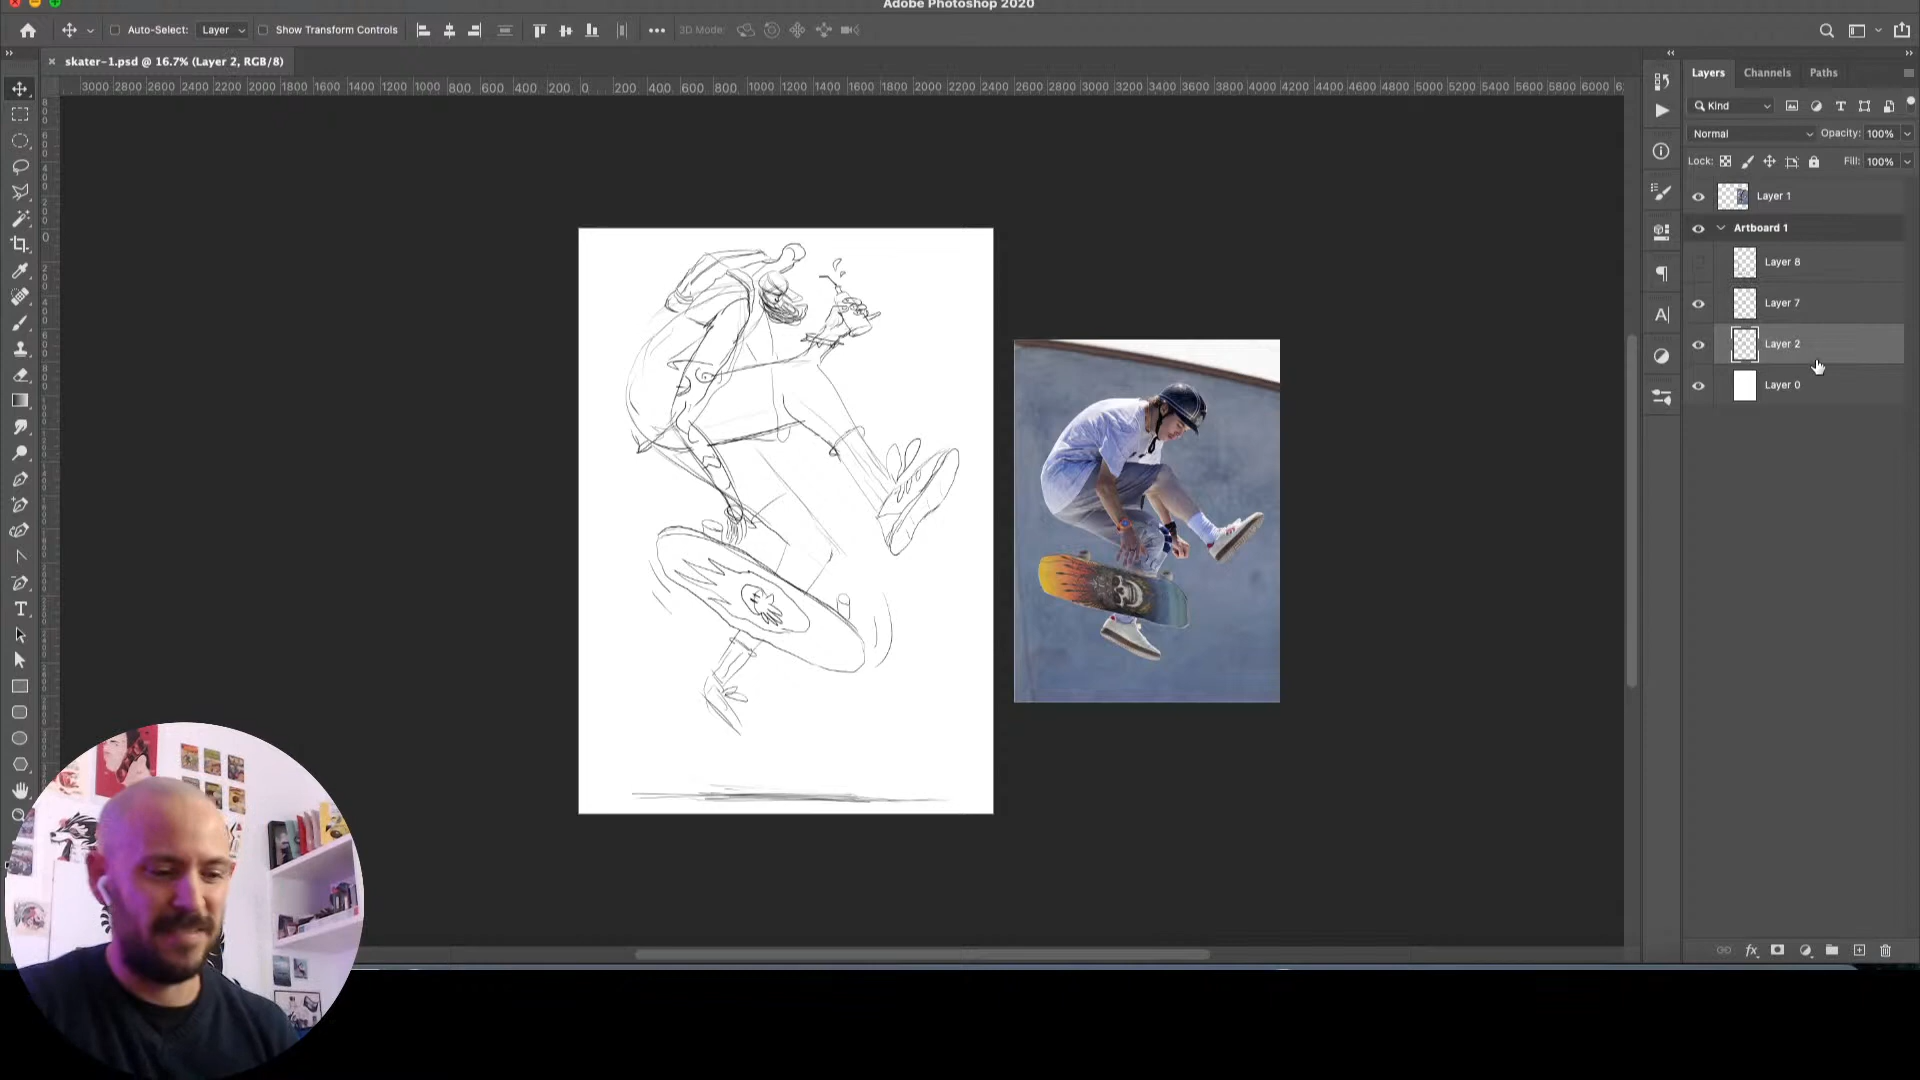 Adobe Photoshop 2020
Auto-Select: Layer Show Transform Controls 3D Mode:
skater-1.psd @ 16.7% (Layer 2, RGB/8)
3000 2800 2600 2400 2200 2000 1800 1600 1400 1200 1000 800 600 400 200 0 200 400 600 800 1000 1200 1400 1600 1800 2000 2200 2400 2600 2800 3000 3200 3400 3600 3800 4000 4200 4400 4600 4800 5000 5200 5400 5600 5800 6000
Layers Channels Paths
Kind
Normal Opacity: 100%
Lock: Fill: 100%
Layer 1
Artboard 1
Layer 8
Layer 7
Layer 2
Layer 0